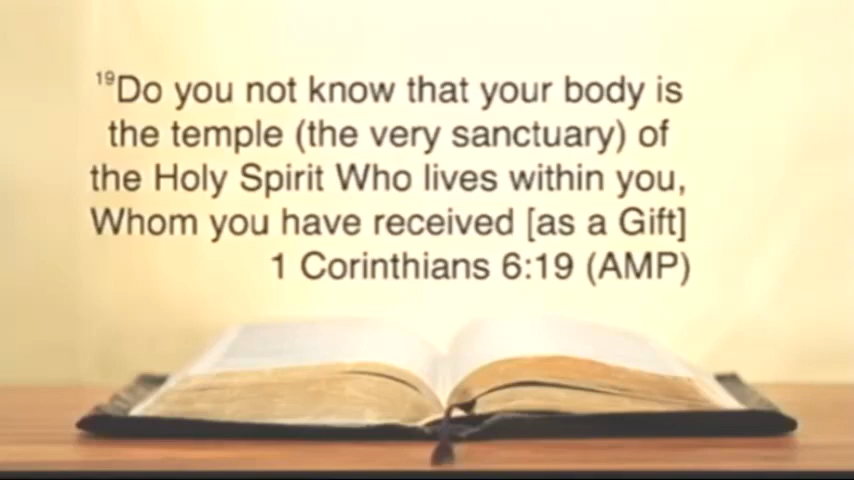 19Do you not know that your body is
the temple (the very sanctuary) of
the Holy Spirit Who lives within you,
Whom you have received [as a Gift]
1 Corinthians 6:19 (AMP)